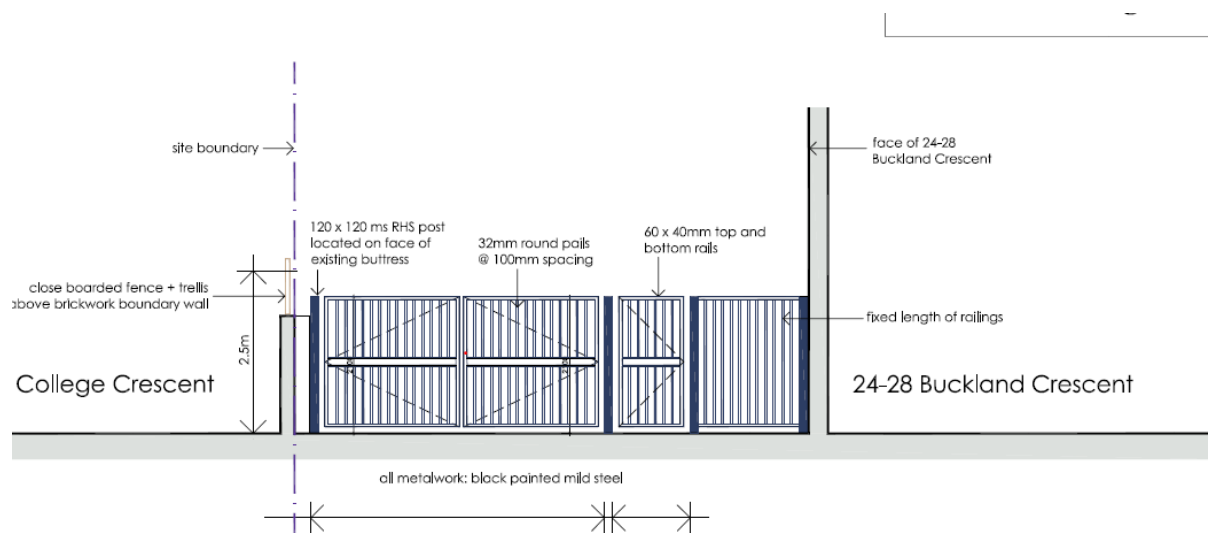 site boundary
face of 24-28
Buckland Crescent
120 x 120 ms RHS post
located on face of
existing buttress
32mm round pails
@ 100mm spacing
60 x 40mm top and
bottom rails
close boarded fence + trellis
above brickwork boundary wall
2.5m
fixed length of railings
College Crescent
24-28 Buckland Crescent
all metalwork: black painted mild steel